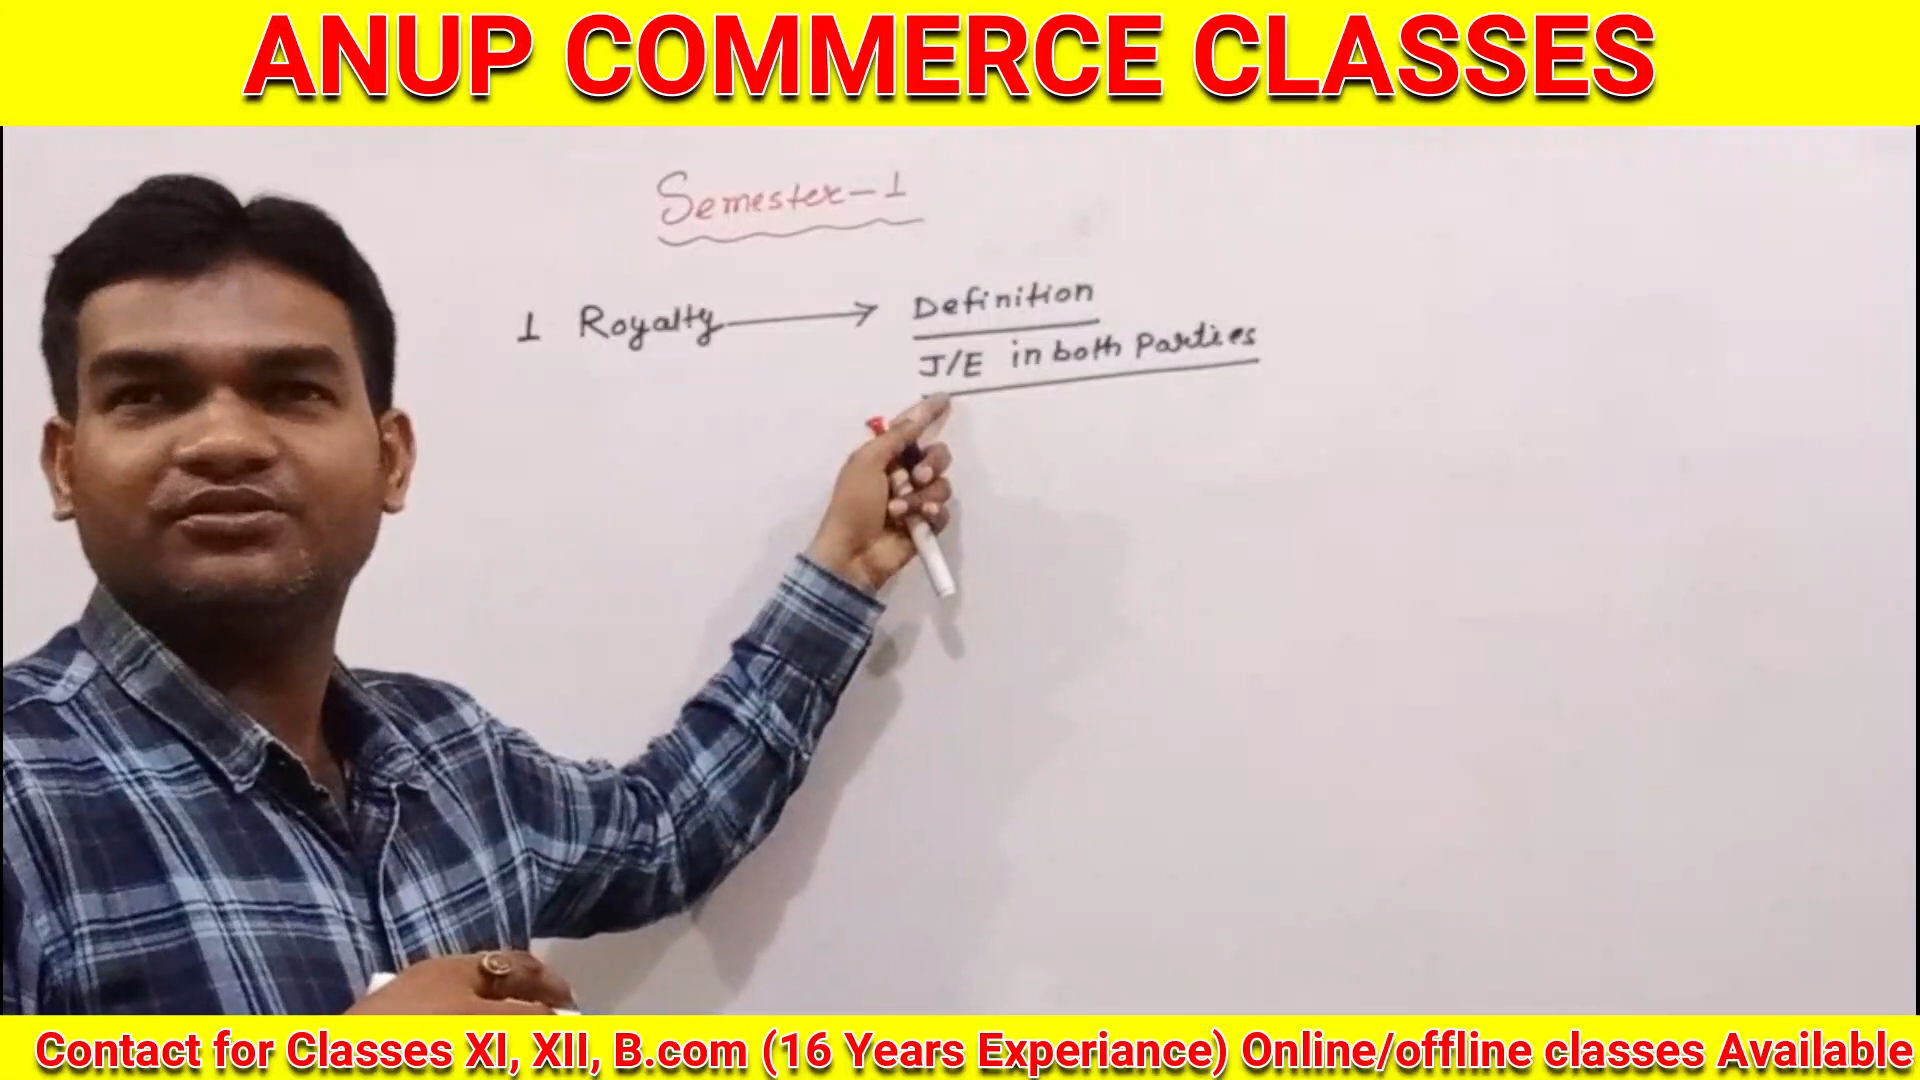 ANUP COMMERCE CLASSES
Semester-1
1 Royalty → Definition
J/E in both Parties
Contact for Classes XI, XII, B.com (16 Years Experiance) Online/offline classes Available